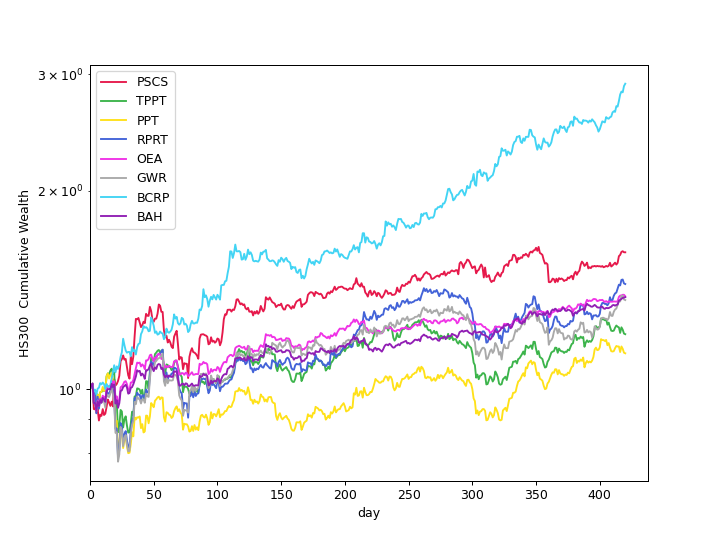 3 × 10⁰
2 × 10⁰
10⁰
HS300 Cumulative Wealth
PSCS
TPPT
PPT
RPRT
OEA
GWR
BCRP
BAH
0 50 100 150 200 250 300 350 400
day